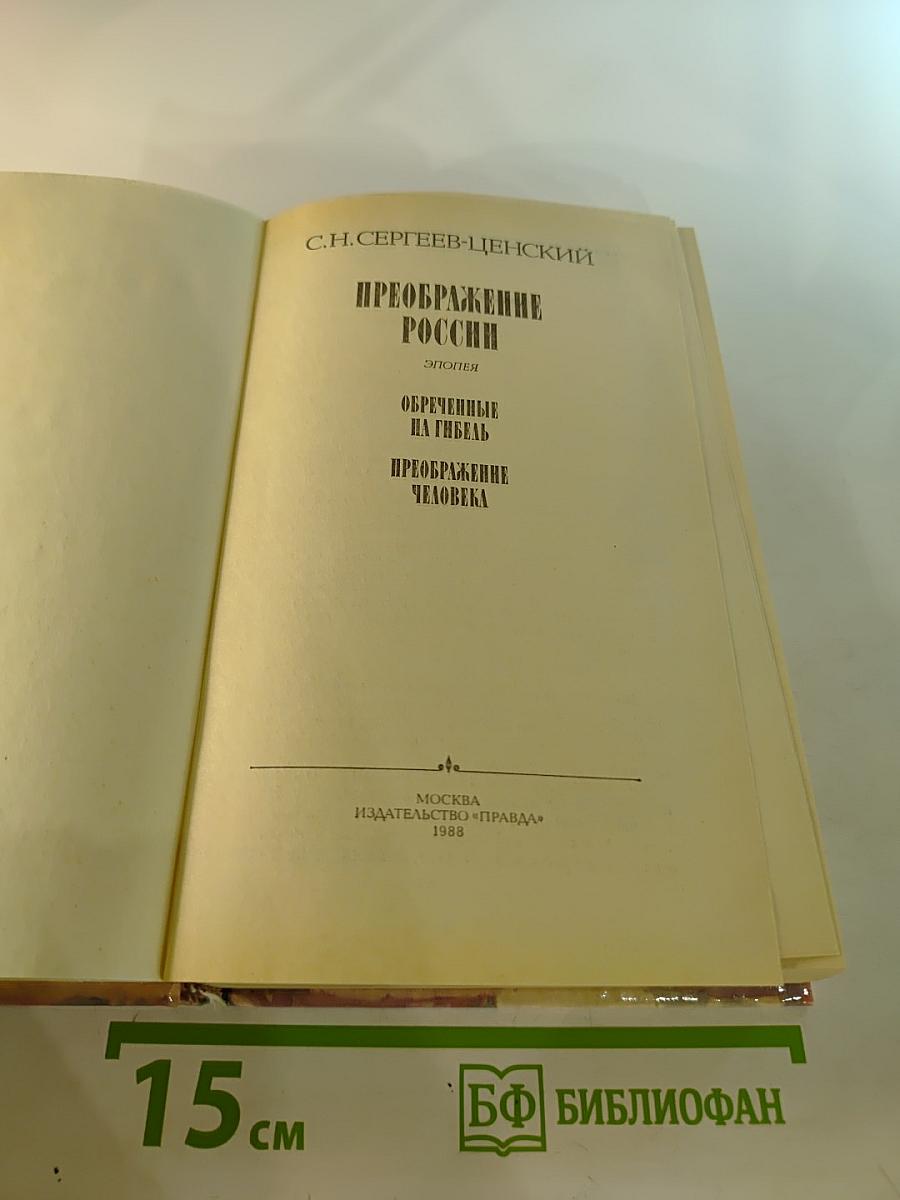 С.Н.СЕРГЕЕВ-ЦЕНСКИЙ
ПРЕОБРАЖЕНИЕ
РОССИИ
ЭПОПЕЯ
ОБРЕЧЕННЫЕ
НА ГИБЕЛЬ
ПРЕОБРАЖЕНИЕ
ЧЕЛОВЕКА
МОСКВА
ИЗДАТЕЛЬСТВО «ПРАВДА»
1988
15 см
БФ БИБЛИОФАН